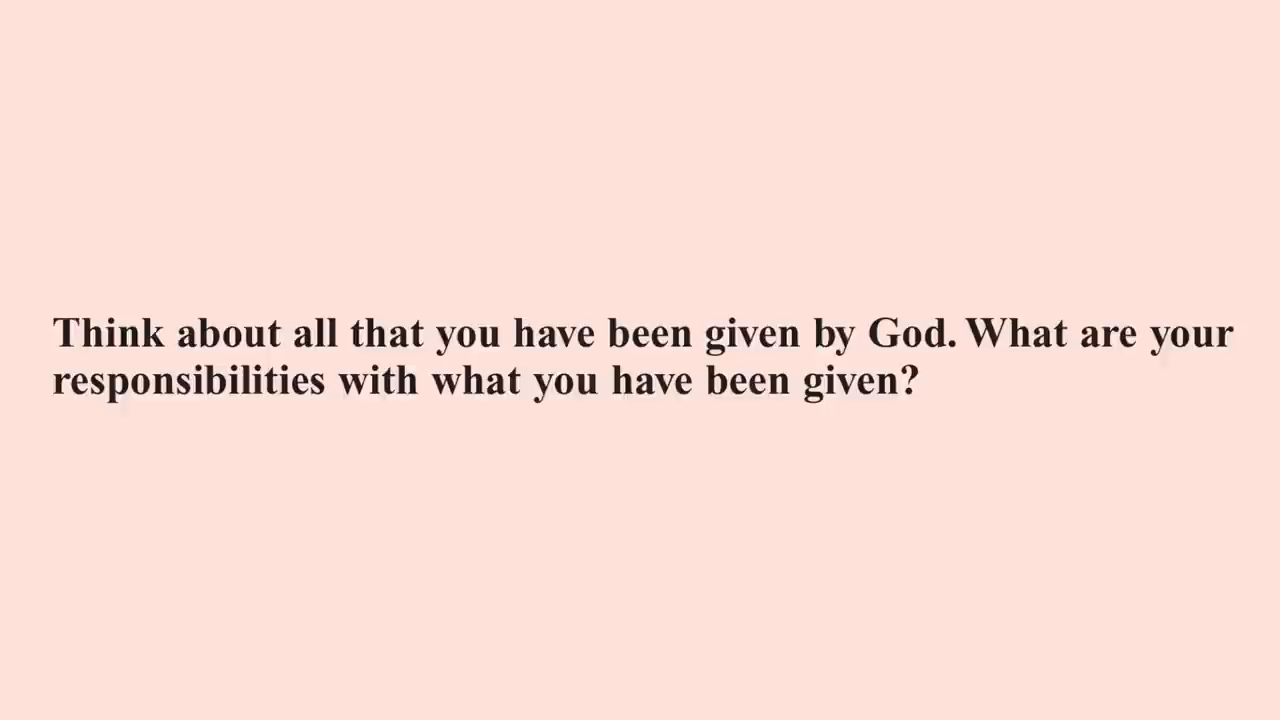 Think about all that you have been given by God. What are your
responsibilities with what you have been given?